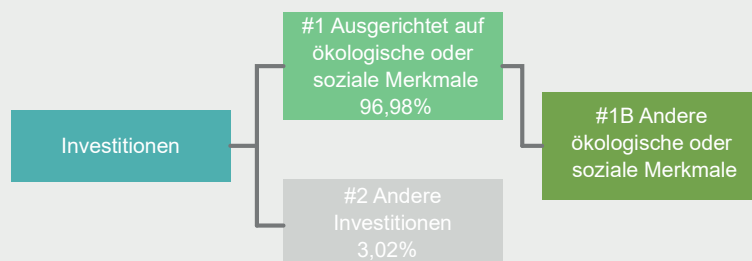 Investitionen
#1 Ausgerichtet auf
ökologische oder
soziale Merkmale
96,98%
#2 Andere
Investitionen
3,02%
#1B Andere
ökologische oder
soziale Merkmale